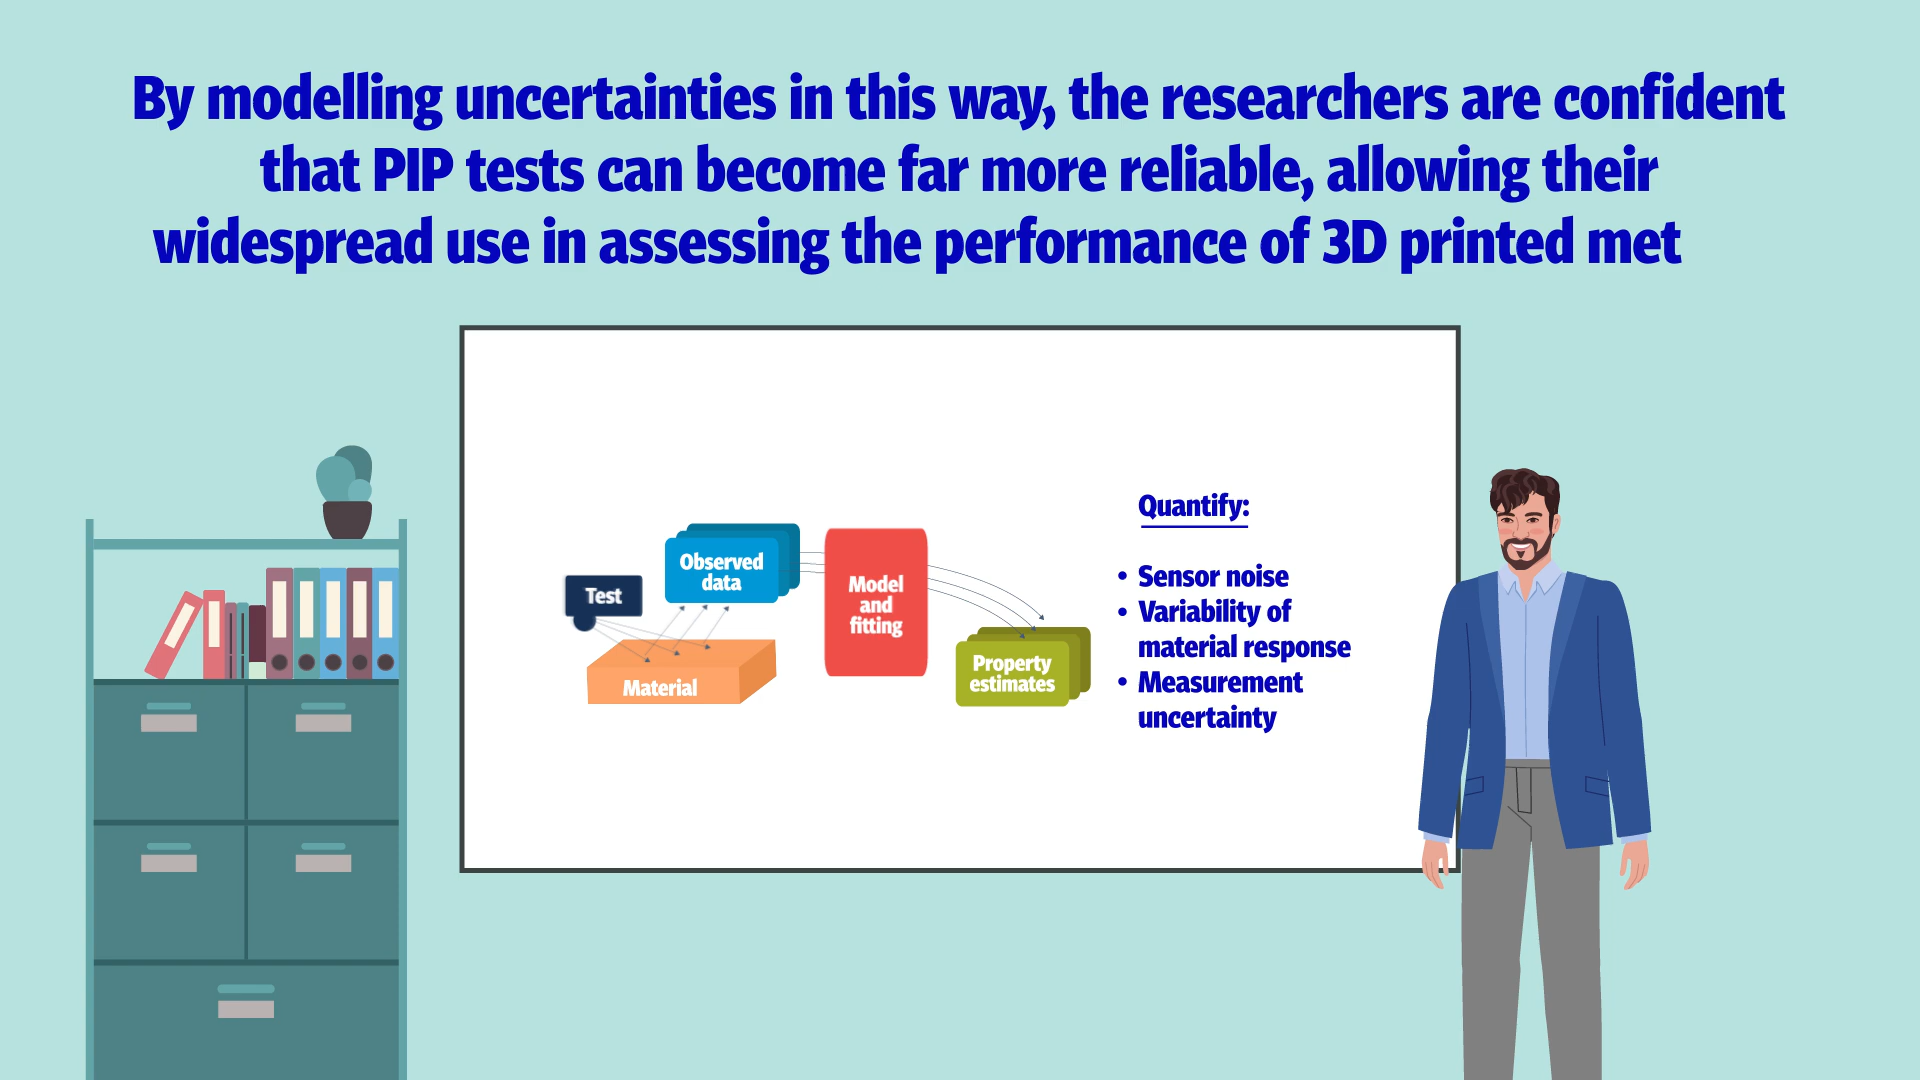 By modelling uncertainties in this way, the researchers are confident
that PIP tests can become far more reliable, allowing their
widespread use in assessing the performance of 3D printed met
Quantify:
• Sensor noise
• Variability of
material response
• Measurement
uncertainty
Test
Observed
data
Material
Model
and
fitting
Property
estimates